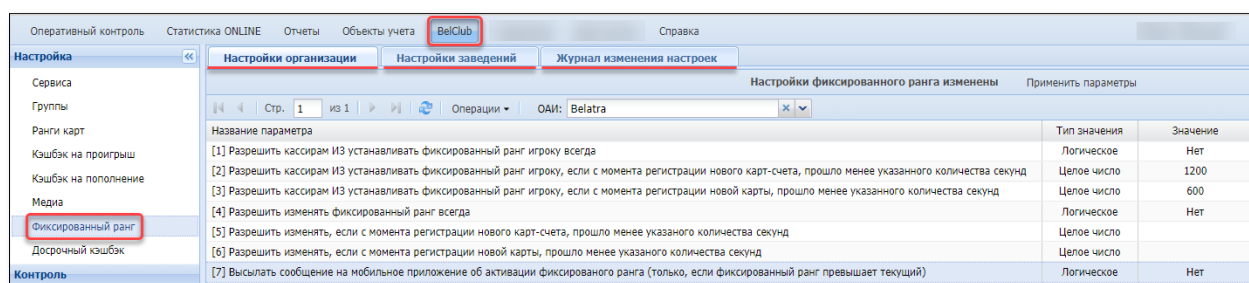 Оперативный контроль Статистика ONLINE Отчеты Объекты учета BelClub Справка
Настройка
Сервиса
Группы
Ранги карт
Кэшбэк на проигрыш
Кэшбэк на пополнение
Медиа
Фиксированный ранг
Досрочный кэшбэк
Контроль
Настройки организации Настройки заведений Журнал изменения настроек
Настройки фиксированного ранга изменены Применить параметры
Стр. 1 из 1 Операции ОАИ: Belatra
Название параметра Тип значения Значение
[1] Разрешить кассирам ИЗ устанавливать фиксированный ранг игроку всегда Логическое Нет
[2] Разрешить кассирам ИЗ устанавливать фиксированный ранг игроку, если с момента регистрации нового карт-счета, прошло менее указанного количества секунд Целое число 1200
[3] Разрешить кассирам ИЗ устанавливать фиксированный ранг игроку, если с момента регистрации новой карты, прошло менее указанного количества секунд Целое число 600
[4] Разрешить изменять фиксированный ранг всегда Логическое Нет
[5] Разрешить изменять, если с момента регистрации нового карт-счета, прошло менее указаного количества секунд Целое число
[6] Разрешить изменять, если с момента регистрации новой карты, прошло менее указаного количества секунд Целое число
[7] Высылать сообщение на мобильное приложение об активации фиксированого ранга (только, если фиксированный ранг превышает текущий) Логическое Нет